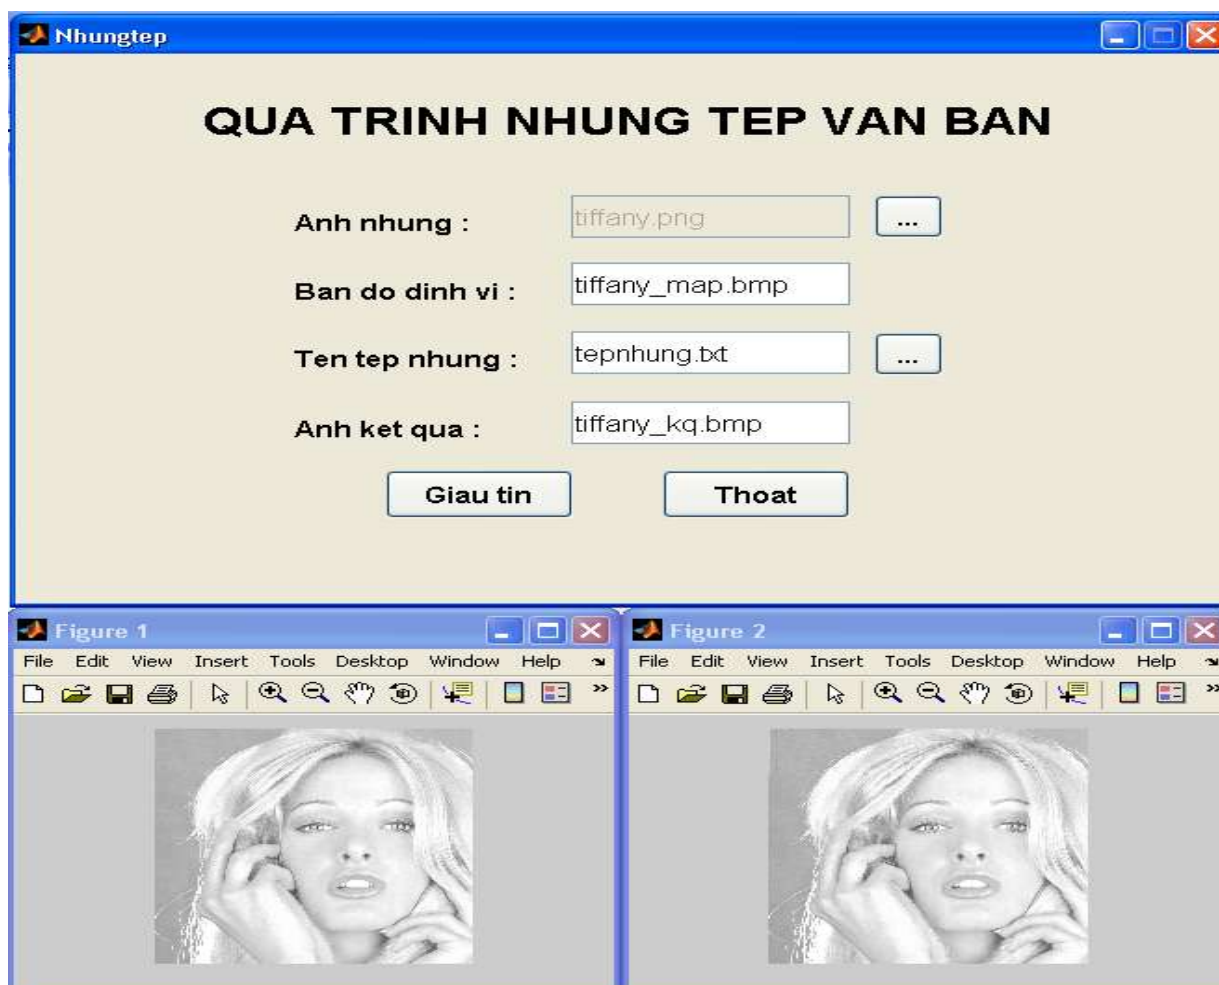 Nhungtep
QUA TRINH NHUNG TEP VAN BAN
Anh nhung : tiffany.png ...
Ban do dinh vi : tiffany_map.bmp
Ten tep nhung : tepnhung.txt ...
Anh ket qua : tiffany_kq.bmp
Giau tin Thoat
Figure 1
File Edit View Insert Tools Desktop Window Help
Figure 2
File Edit View Insert Tools Desktop Window Help